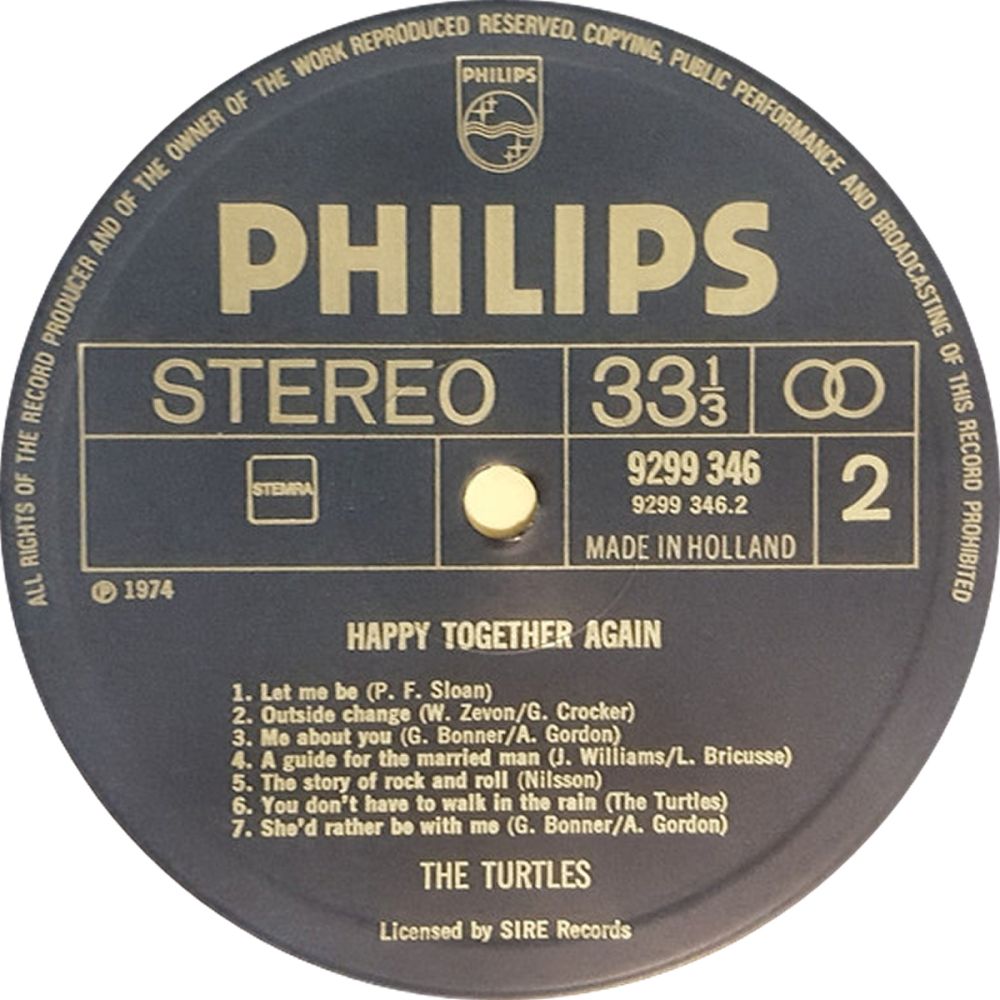 ALL RIGHTS OF THE RECORD PRODUCER AND OF THE OWNER OF THE WORK REPRODUCED RESERVED. COPYING, PUBLIC PERFORMANCE AND BROADCASTING OF THIS RECORD PROHIBITED
PHILIPS
PHILIPS
STEREO 33 1/3
STEMRA
9299 346
9299 346.2
2
MADE IN HOLLAND
℗ 1974
HAPPY TOGETHER AGAIN
1. Let me be (P. F. Sloan)
2. Outside change (W. Zevon/G. Crocker)
3. Me about you (G. Bonner/A. Gordon)
4. A guide for the married man (J. Williams/L. Bricusse)
5. The story of rock and roll (Nilsson)
6. You don't have to walk in the rain (The Turtles)
7. She'd rather be with me (G. Bonner/A. Gordon)
THE TURTLES
Licensed by SIRE Records